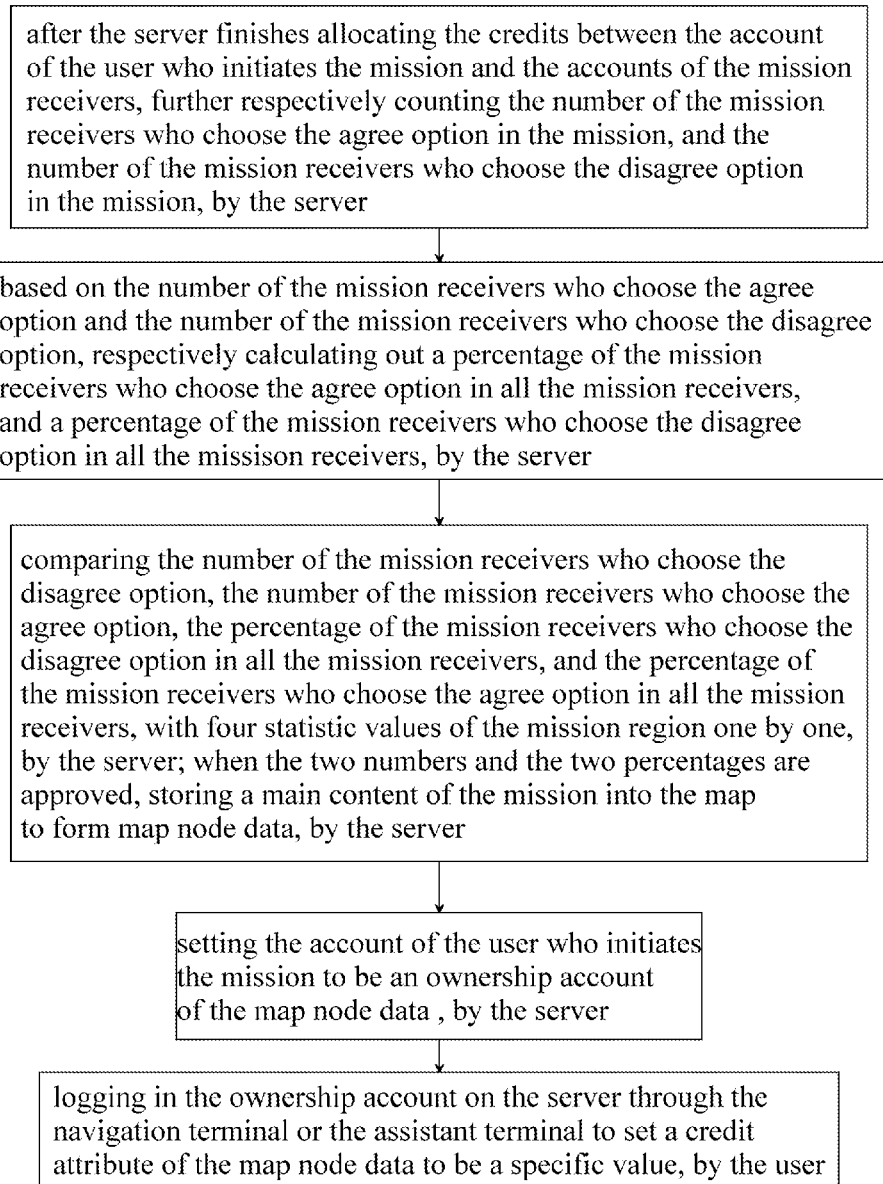 after the server finishes allocating the credits between the account
of the user who initiates the mission and the accounts of the mission
receivers, further respectively counting the number of the mission
receivers who choose the agree option in the mission, and the
number of the mission receivers who choose the disagree option
in the mission, by the server
based on the number of the mission receivers who choose the agree
option and the number of the mission receivers who choose the disagree
option, respectively calculating out a percentage of the mission
receivers who choose the agree option in all the mission receivers,
and a percentage of the mission receivers who choose the disagree
option in all the missison receivers, by the server
comparing the number of the mission receivers who choose the
disagree option, the number of the mission receivers who choose the
agree option, the percentage of the mission receivers who choose the
disagree option in all the mission receivers, and the percentage of
the mission receivers who choose the agree option in all the mission
receivers, with four statistic values of the mission region one by one,
by the server; when the two numbers and the two percentages are
approved, storing a main content of the mission into the map
to form map node data, by the server
setting the account of the user who initiates
the mission to be an ownership account
of the map node data , by the server
logging in the ownership account on the server through the
navigation terminal or the assistant terminal to set a credit
attribute of the map node data to be a specific value, by the user